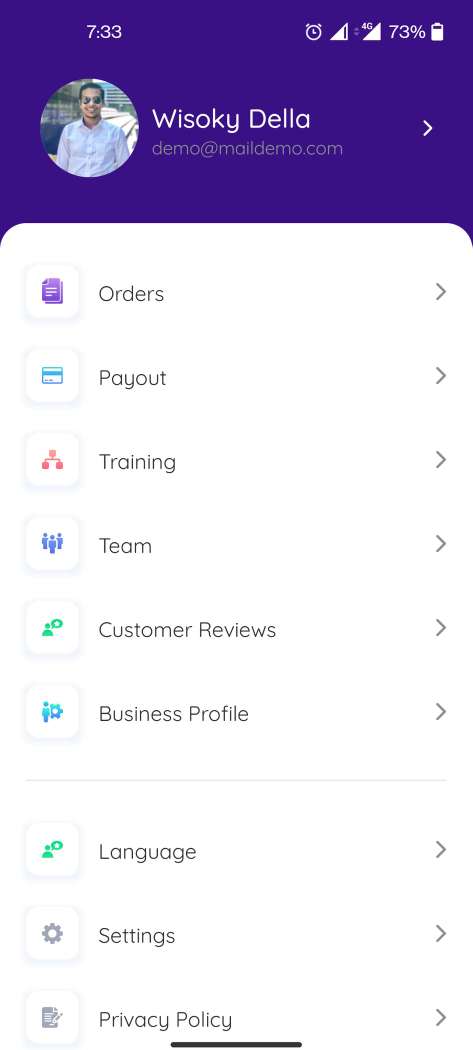 7:33
4G 73%
Wisoky Della
demo@maildemo.com
Orders
Payout
Training
Team
Customer Reviews
Business Profile
Language
Settings
Privacy Policy